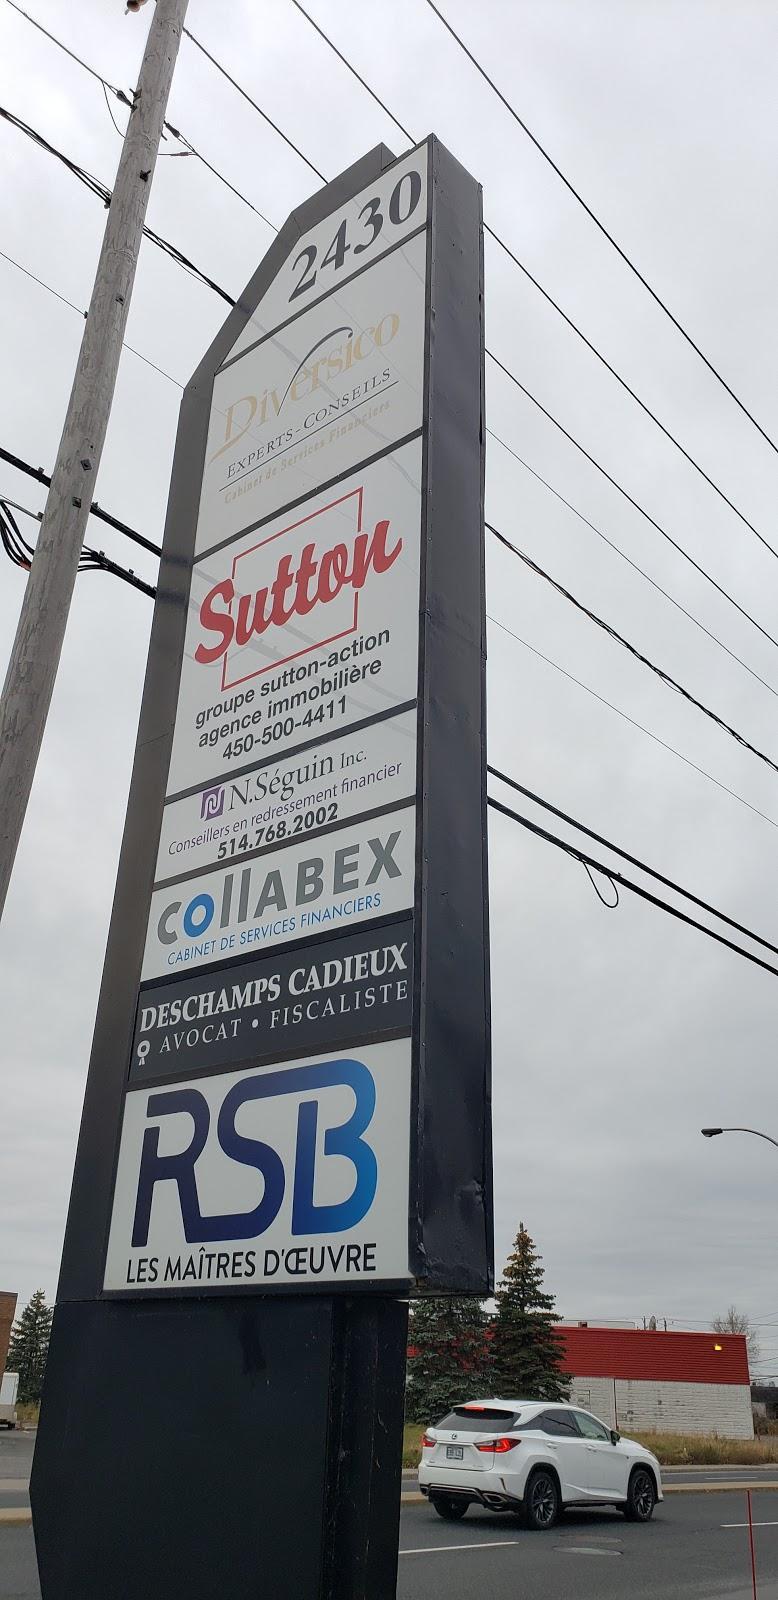 2430
Diversico
EXPERTS-CONSEILS
Cabinet de Services Financiers
Sutton
groupe sutton-action
agence immobilière
450-500-4411
N.Séguin Inc.
Conseillers en redressement financier
514.768.2002
collABEX
CABINET DE SERVICES FINANCIERS
DESCHAMPS CADIEUX
AVOCAT • FISCALISTE
RSB
LES MAÎTRES D'ŒUVRE